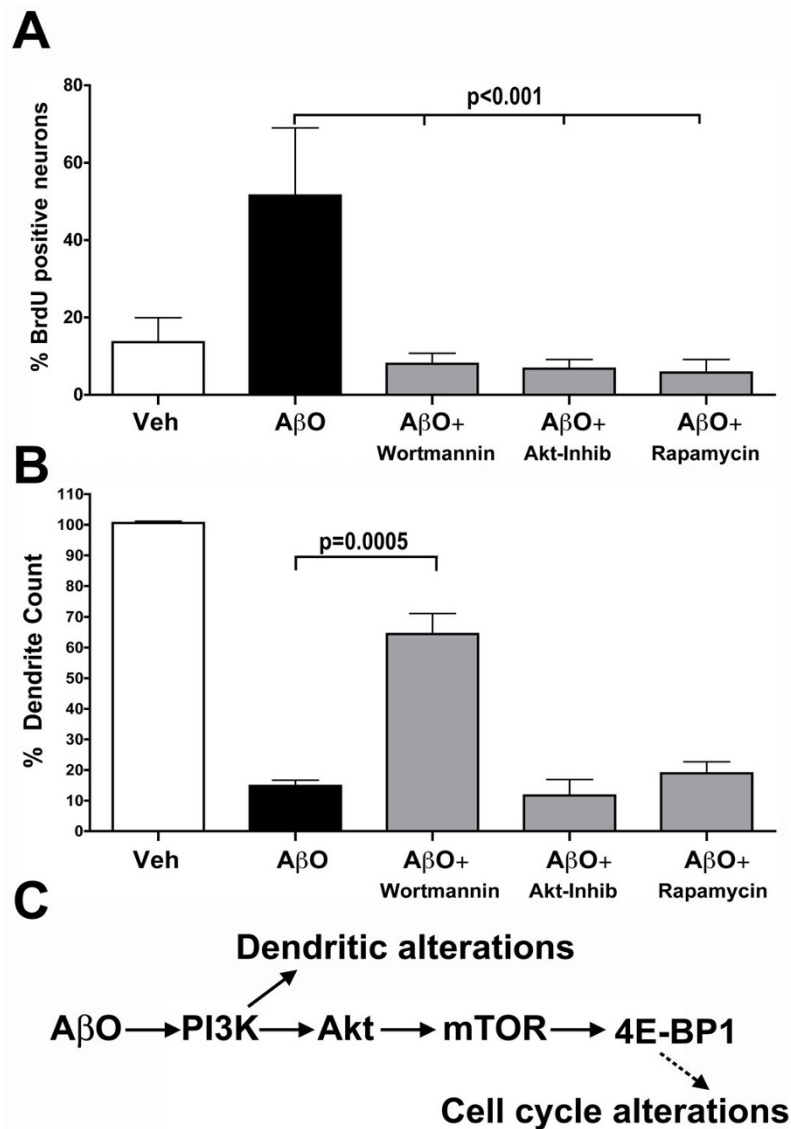 A
% BrdU positive neurons
80
60
40
20
0
p<0.001
Veh
AβO
AβO+
Wortmannin
AβO+
Akt-Inhib
AβO+
Rapamycin
B
% Dendrite Count
110
100
90
80
70
60
50
40
30
20
10
0
p=0.0005
Veh
AβO
AβO+
Wortmannin
AβO+
Akt-Inhib
AβO+
Rapamycin
C
Dendritic alterations
AβO PI3K Akt mTOR 4E-BP1
Cell cycle alterations